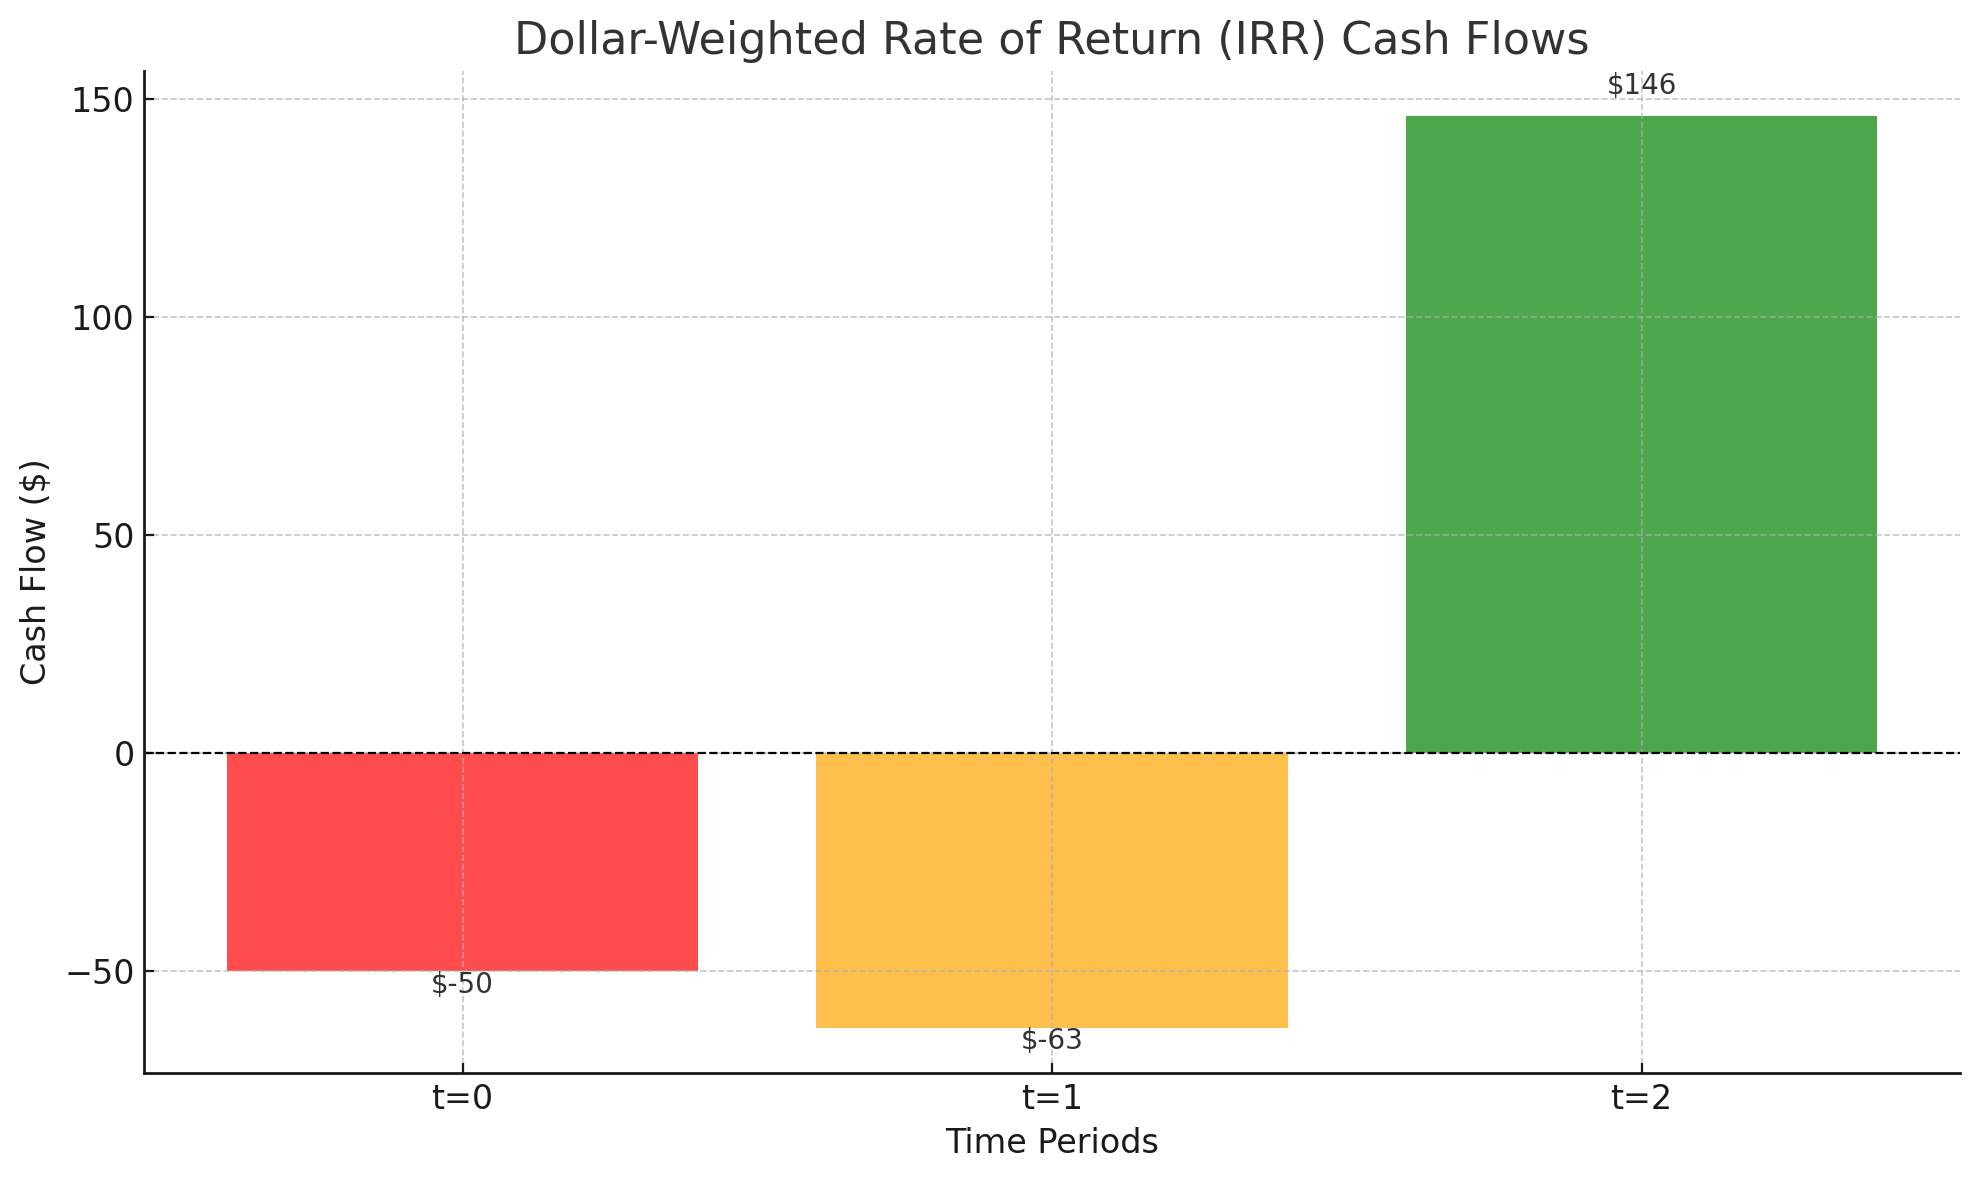 Dollar-Weighted Rate of Return (IRR) Cash Flows
Cash Flow ($)
150
100
50
0
−50
$146
$-50
$-63
t=0
t=1
t=2
Time Periods